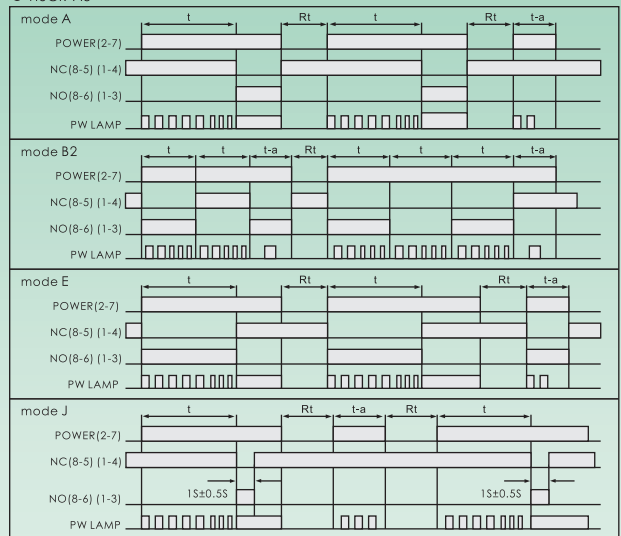 mode A
t Rt t Rt t-a
POWER(2-7)
NC(8-5) (1-4)
NO(8-6) (1-3)
PW LAMP
mode B2
t t t-a Rt t t t t-a
POWER(2-7)
NC(8-5) (1-4)
NO(8-6) (1-3)
PW LAMP
mode E
t Rt t Rt t-a
POWER(2-7)
NC(8-5) (1-4)
NO(8-6) (1-3)
PW LAMP
mode J
t Rt t-a Rt t
POWER(2-7)
NC(8-5) (1-4)
NO(8-6) (1-3) 1S±0.5S 1S±0.5S
PW LAMP